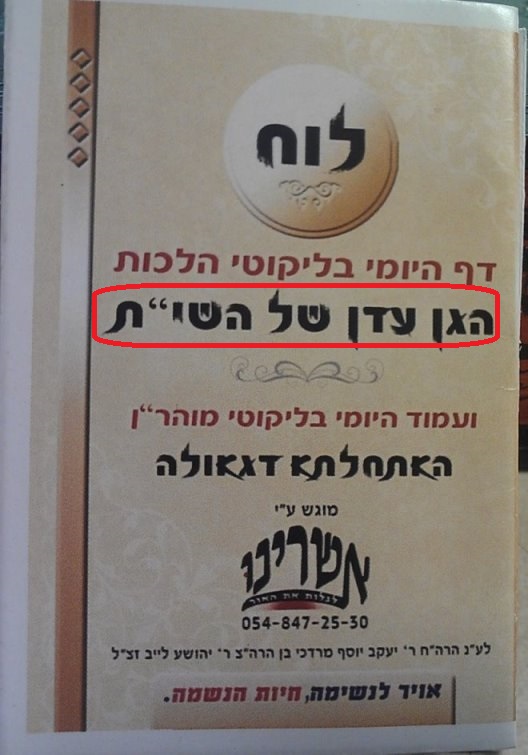 לוח
דף היומי בליקוטי הלכות
הגן עדן של השי״ת
ועמוד היומי בליקוטי מוהר״ן
האתחלתא דגאולה
מוגש ע״י
אשרינו
לגלות את האור
054-847-25-30
לע״נ הרה״ח ר׳ יעקב יוסף מרדכי בן הרה״צ ר׳ יהושע לייב זצ״ל
אויר לנשימה, חיות הנשמה.